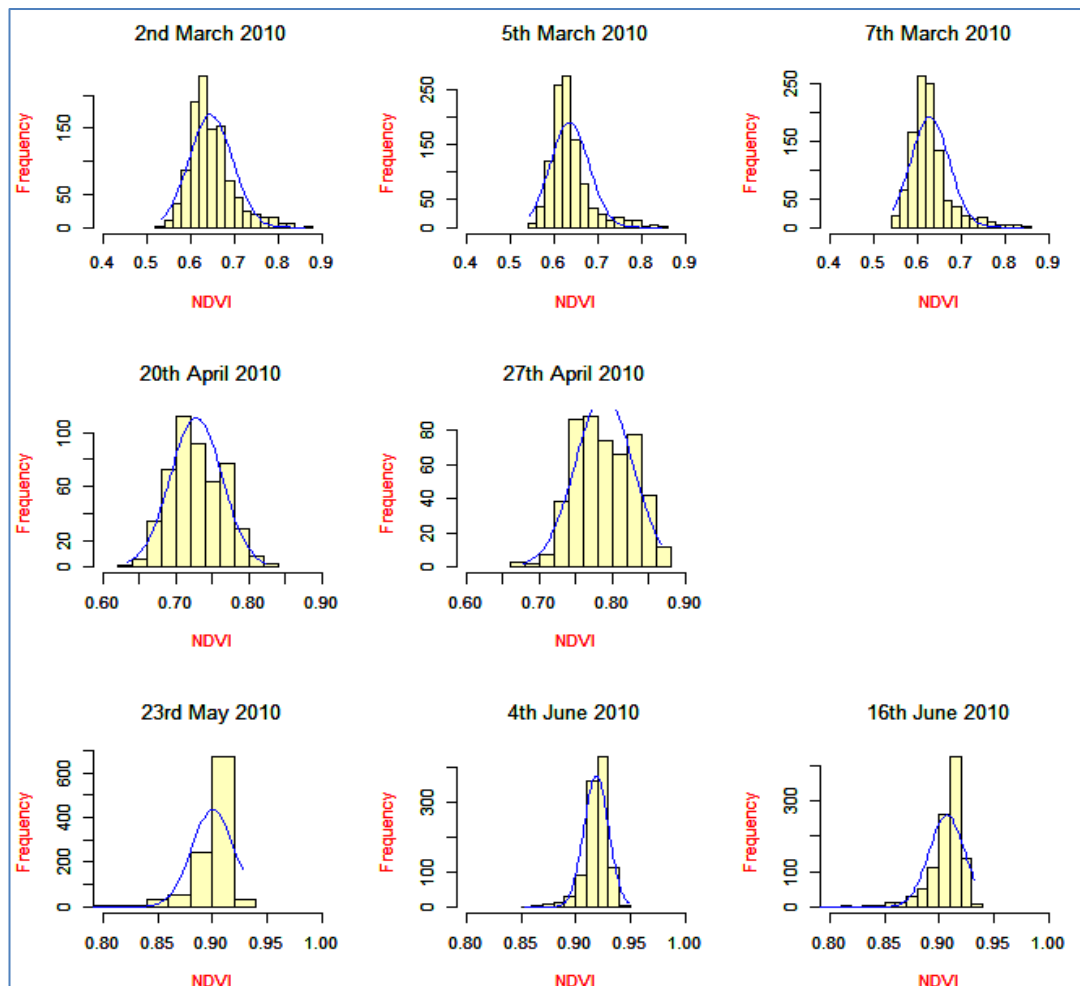 2nd March 2010
5th March 2010
7th March 2010
Frequency
0 50 150
0.4 0.5 0.6 0.7 0.8 0.9
NDVI
Frequency
0 50 150 250
0.4 0.5 0.6 0.7 0.8 0.9
NDVI
Frequency
0 50 150 250
0.4 0.5 0.6 0.7 0.8 0.9
NDVI
20th April 2010
27th April 2010
Frequency
0 20 60 100
0.60 0.70 0.80 0.90
NDVI
Frequency
0 20 40 60 80
0.60 0.70 0.80 0.90
NDVI
23rd May 2010
4th June 2010
16th June 2010
Frequency
0 200 400 600
0.80 0.85 0.90 0.95 1.00
NDVI
Frequency
0 100 300
0.80 0.85 0.90 0.95 1.00
NDVI
Frequency
0 100 300
0.80 0.85 0.90 0.95 1.00
NDVI